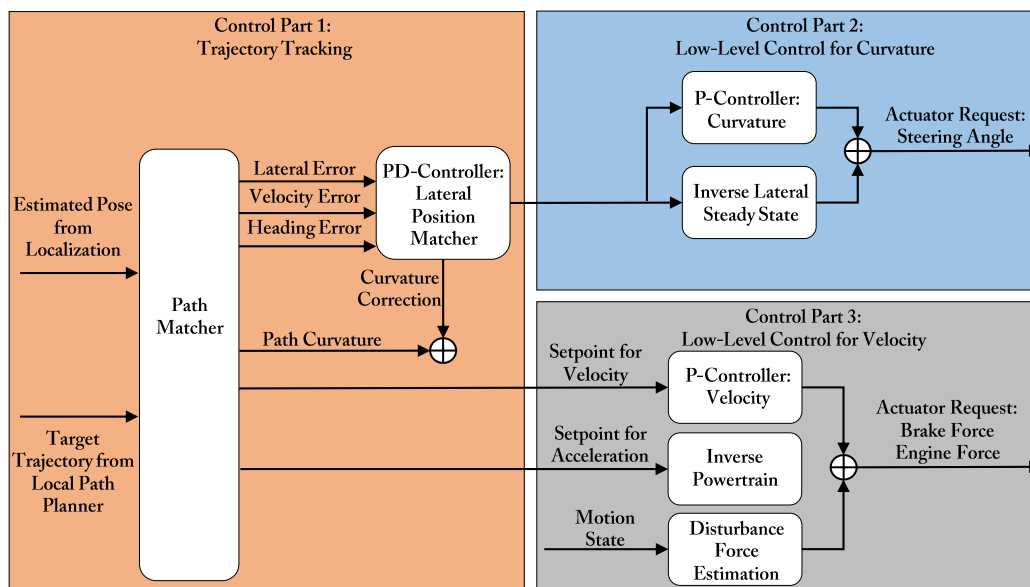 Control Part 1:
Trajectory Tracking
Estimated Pose
from
Localization
Target
Trajectory from
Local Path
Planner
Path
Matcher
Lateral Error
Velocity Error
Heading Error
PD-Controller:
Lateral
Position
Matcher
Curvature
Correction
Path Curvature
Control Part 2:
Low-Level Control for Curvature
P-Controller:
Curvature
Inverse Lateral
Steady State
Actuator Request:
Steering Angle
Control Part 3:
Low-Level Control for Velocity
Setpoint for
Velocity
P-Controller:
Velocity
Setpoint for
Acceleration
Inverse
Powertrain
Motion
State
Disturbance
Force
Estimation
Actuator Request:
Brake Force
Engine Force